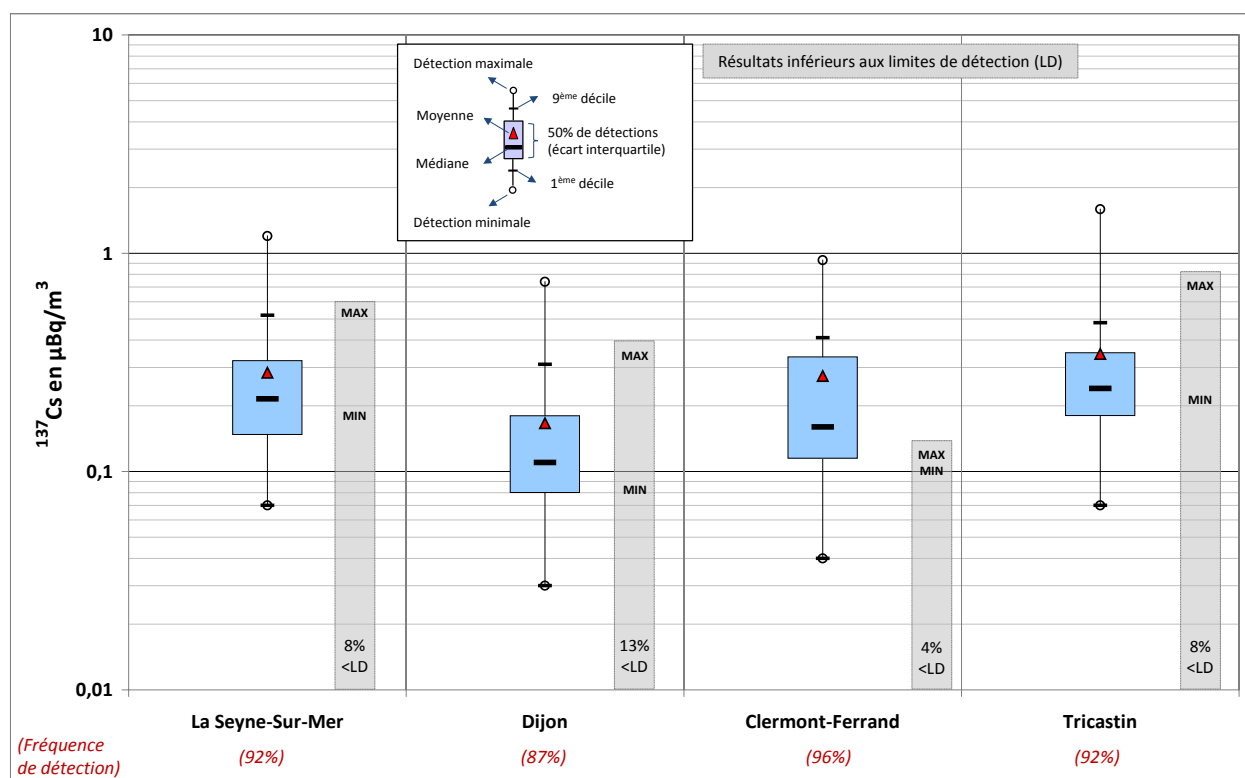 10
1
0,1
0,01
¹³⁷Cs en µBq/m³
Détection maximale
9ème décile
Moyenne
50% de détections
(écart interquartile)
Médiane
1ème décile
Détection minimale
Résultats inférieurs aux limites de détection (LD)
MAX
MIN
8%
<LD
MAX
MIN
13%
<LD
MAX
MIN
4%
<LD
MAX
MIN
8%
<LD
La Seyne-Sur-Mer
Dijon
Clermont-Ferrand
Tricastin
(Fréquence
de détection)
(92%)
(87%)
(96%)
(92%)